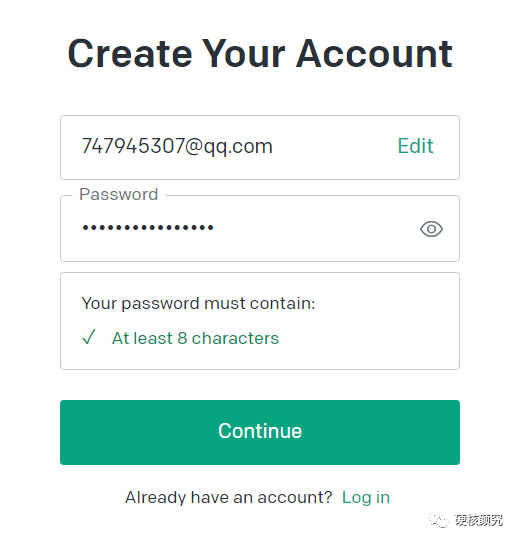 Create Your Account
747945307@qq.com Edit
Password
••••••••••••••••
Your password must contain:
✓ At least 8 characters
Continue
Already have an account? Log in
硬核颜究